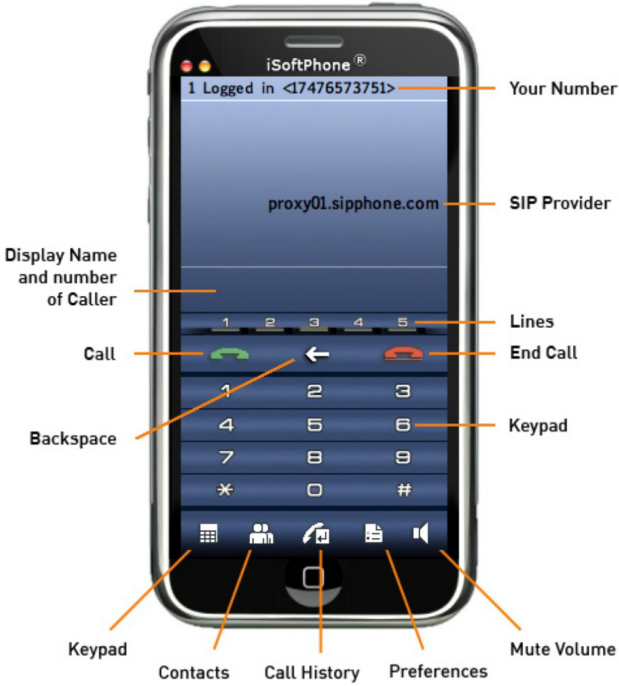 iSoftPhone ®
1 Logged in <17476573751>
Your Number
proxy01.sipphone.com
SIP Provider
Display Name
and number
of Caller
1 2 3 4 5
Lines
Call
End Call
Backspace
1 2 3
4 5 6
Keypad
7 8 9
* 0 #
Keypad
Contacts
Call History
Preferences
Mute Volume